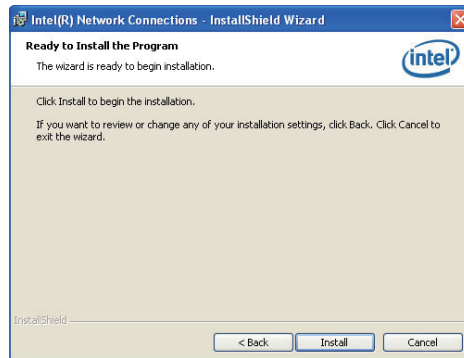 Intel(R) Network Connections - InstallShield Wizard
Ready to Install the Program
The wizard is ready to begin installation.
intel
Click Install to begin the installation.
If you want to review or change any of your installation settings, click Back. Click Cancel to
exit the wizard.
InstallShield
< Back
Install
Cancel